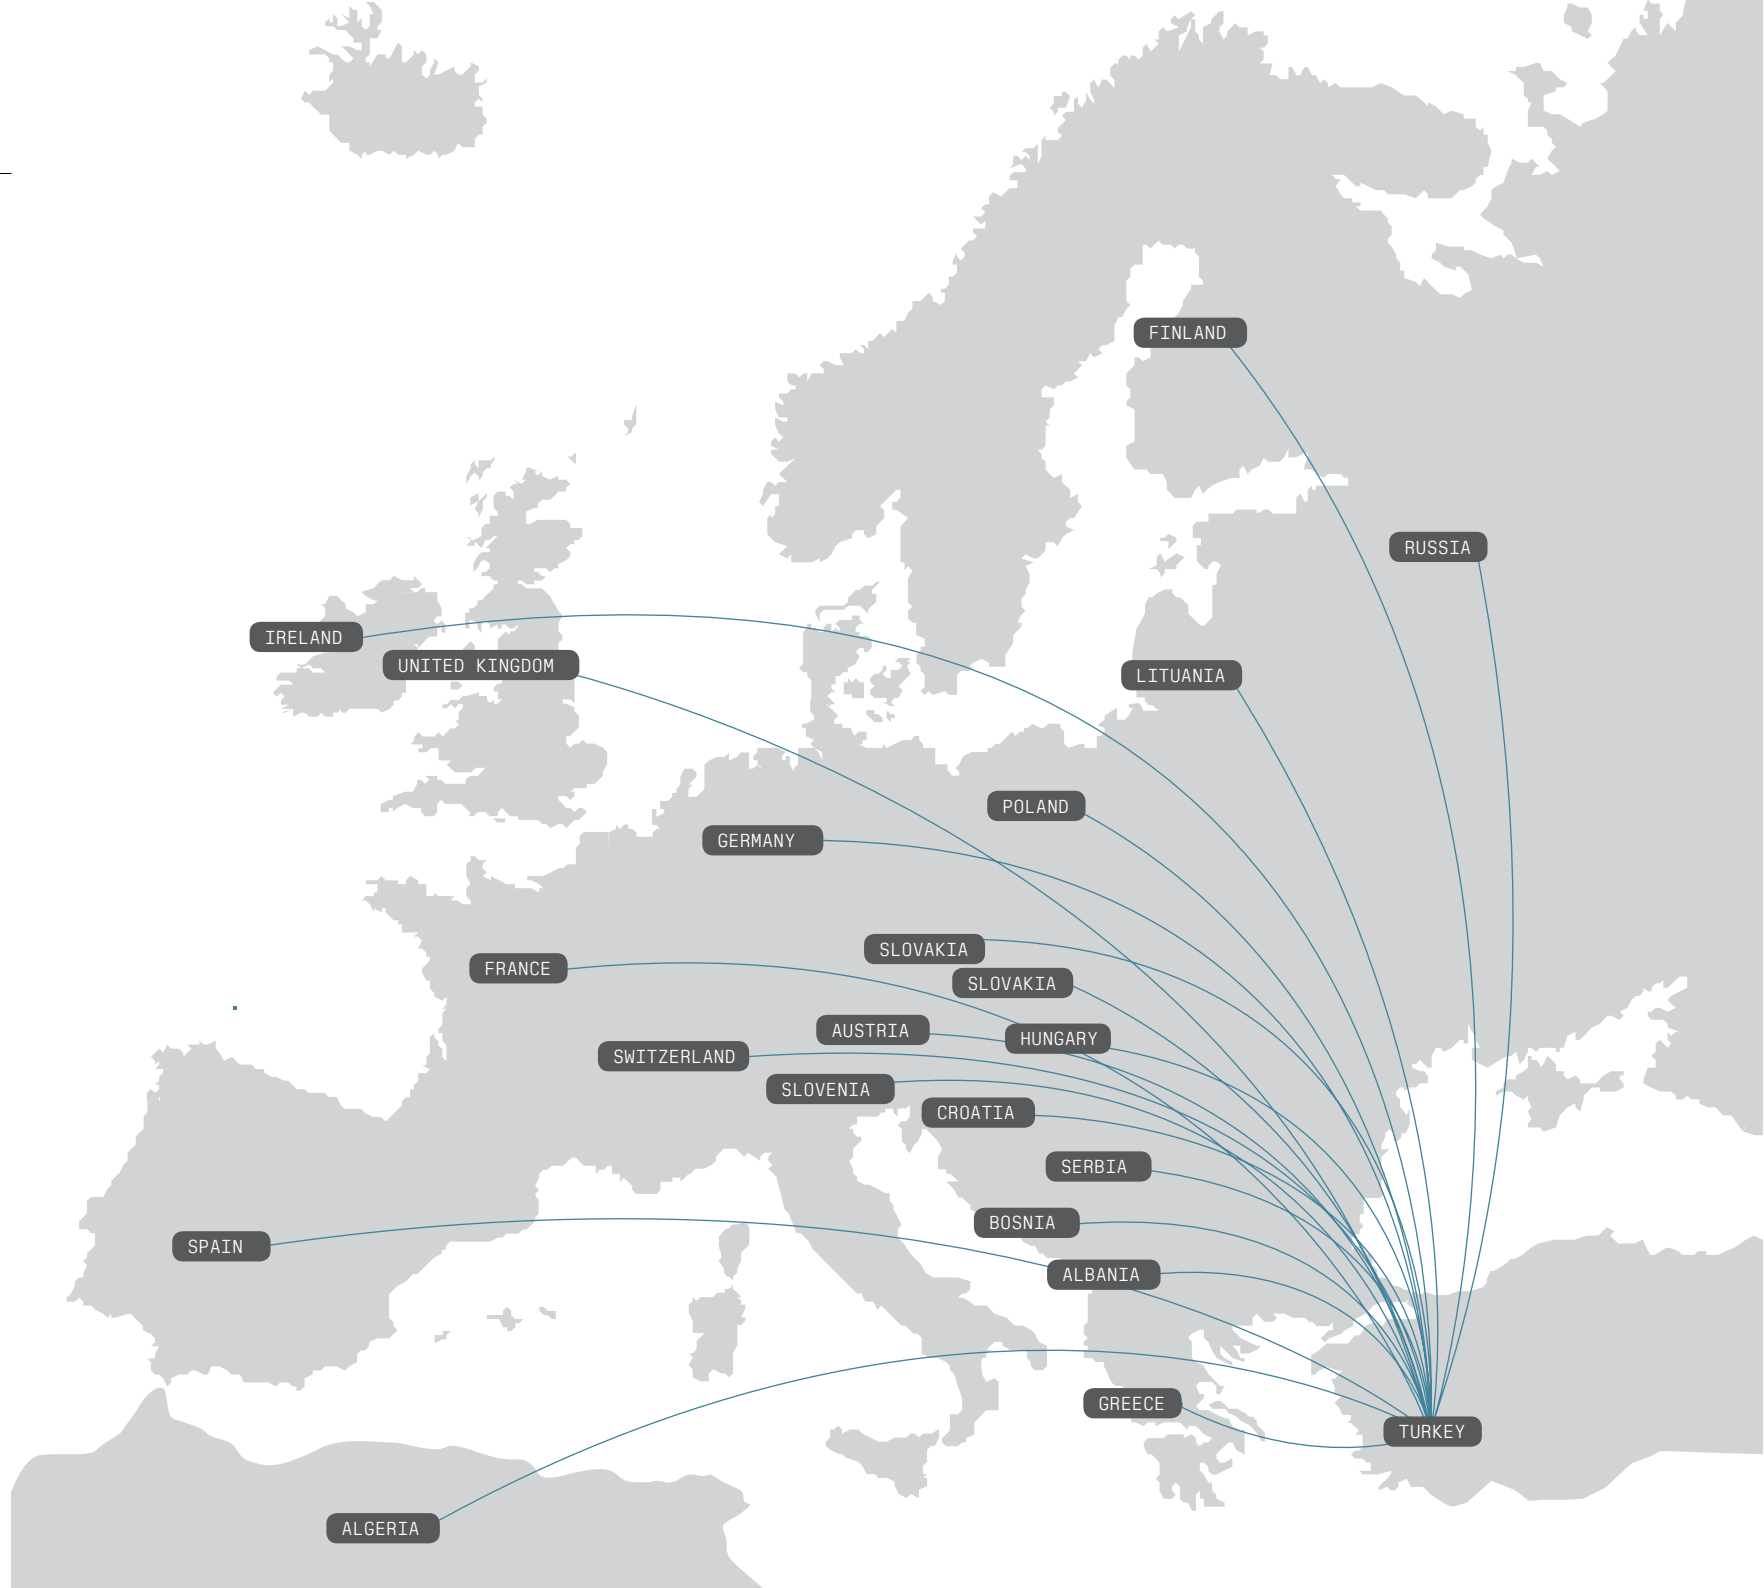 FINLAND
RUSSIA
IRELAND
UNITED KINGDOM
LITUANIA
POLAND
GERMANY
SLOVAKIA
FRANCE
SLOVAKIA
AUSTRIA
HUNGARY
SWITZERLAND
SLOVENIA
CROATIA
SERBIA
BOSNIA
SPAIN
ALBANIA
GREECE
TURKEY
ALGERIA